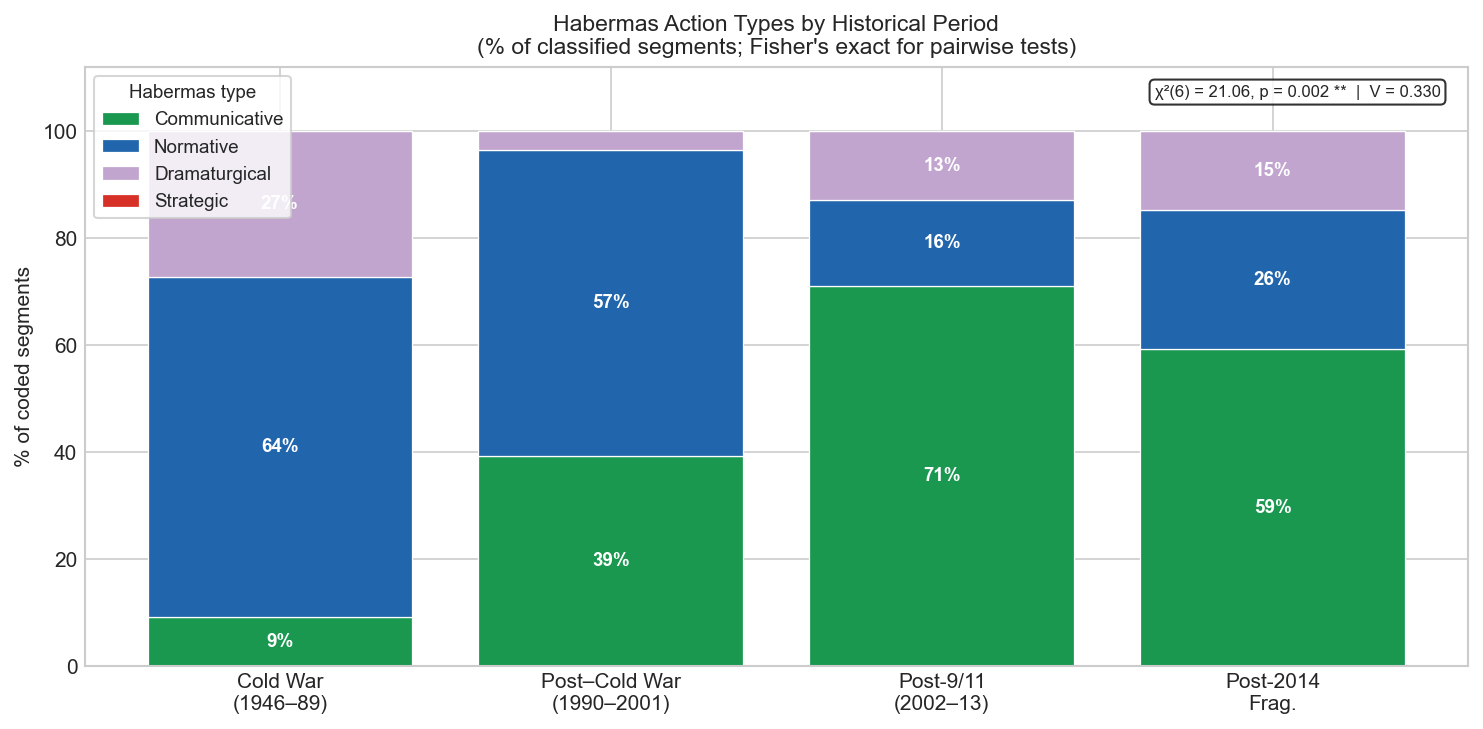 Habermas Action Types by Historical Period
(% of classified segments; Fisher's exact for pairwise tests)
Habermas type
Communicative
Normative
Dramaturgical
Strategic
χ²(6) = 21.06, p = 0.002 ** | V = 0.330
% of coded segments
100
80
60
40
20
0
27%
64%
9%
57%
39%
13%
16%
71%
15%
26%
59%
Cold War
(1946–89)
Post–Cold War
(1990–2001)
Post-9/11
(2002–13)
Post-2014
Frag.